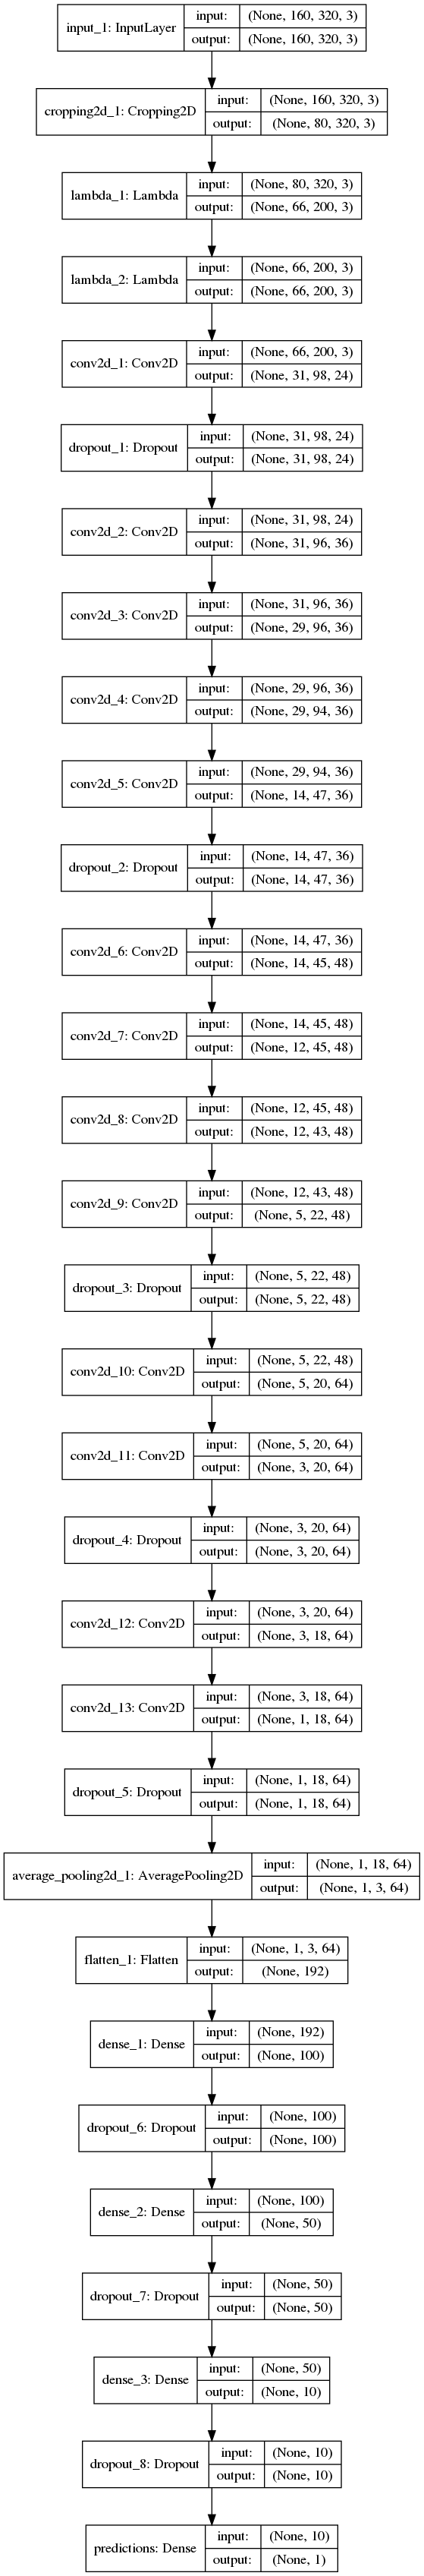 input_1: InputLayer
input: (None, 160, 320, 3)
output: (None, 160, 320, 3)
cropping2d_1: Cropping2D
input: (None, 160, 320, 3)
output: (None, 80, 320, 3)
lambda_1: Lambda
input: (None, 80, 320, 3)
output: (None, 66, 200, 3)
lambda_2: Lambda
input: (None, 66, 200, 3)
output: (None, 66, 200, 3)
conv2d_1: Conv2D
input: (None, 66, 200, 3)
output: (None, 31, 98, 24)
dropout_1: Dropout
input: (None, 31, 98, 24)
output: (None, 31, 98, 24)
conv2d_2: Conv2D
input: (None, 31, 98, 24)
output: (None, 31, 96, 36)
conv2d_3: Conv2D
input: (None, 31, 96, 36)
output: (None, 29, 96, 36)
conv2d_4: Conv2D
input: (None, 29, 96, 36)
output: (None, 29, 94, 36)
conv2d_5: Conv2D
input: (None, 29, 94, 36)
output: (None, 14, 47, 36)
dropout_2: Dropout
input: (None, 14, 47, 36)
output: (None, 14, 47, 36)
conv2d_6: Conv2D
input: (None, 14, 47, 36)
output: (None, 14, 45, 48)
conv2d_7: Conv2D
input: (None, 14, 45, 48)
output: (None, 12, 45, 48)
conv2d_8: Conv2D
input: (None, 12, 45, 48)
output: (None, 12, 43, 48)
conv2d_9: Conv2D
input: (None, 12, 43, 48)
output: (None, 5, 22, 48)
dropout_3: Dropout
input: (None, 5, 22, 48)
output: (None, 5, 22, 48)
conv2d_10: Conv2D
input: (None, 5, 22, 48)
output: (None, 5, 20, 64)
conv2d_11: Conv2D
input: (None, 5, 20, 64)
output: (None, 3, 20, 64)
dropout_4: Dropout
input: (None, 3, 20, 64)
output: (None, 3, 20, 64)
conv2d_12: Conv2D
input: (None, 3, 20, 64)
output: (None, 3, 18, 64)
conv2d_13: Conv2D
input: (None, 3, 18, 64)
output: (None, 1, 18, 64)
dropout_5: Dropout
input: (None, 1, 18, 64)
output: (None, 1, 18, 64)
average_pooling2d_1: AveragePooling2D
input: (None, 1, 18, 64)
output: (None, 1, 3, 64)
flatten_1: Flatten
input: (None, 1, 3, 64)
output: (None, 192)
dense_1: Dense
input: (None, 192)
output: (None, 100)
dropout_6: Dropout
input: (None, 100)
output: (None, 100)
dense_2: Dense
input: (None, 100)
output: (None, 50)
dropout_7: Dropout
input: (None, 50)
output: (None, 50)
dense_3: Dense
input: (None, 50)
output: (None, 10)
dropout_8: Dropout
input: (None, 10)
output: (None, 10)
predictions: Dense
input: (None, 10)
output: (None, 1)